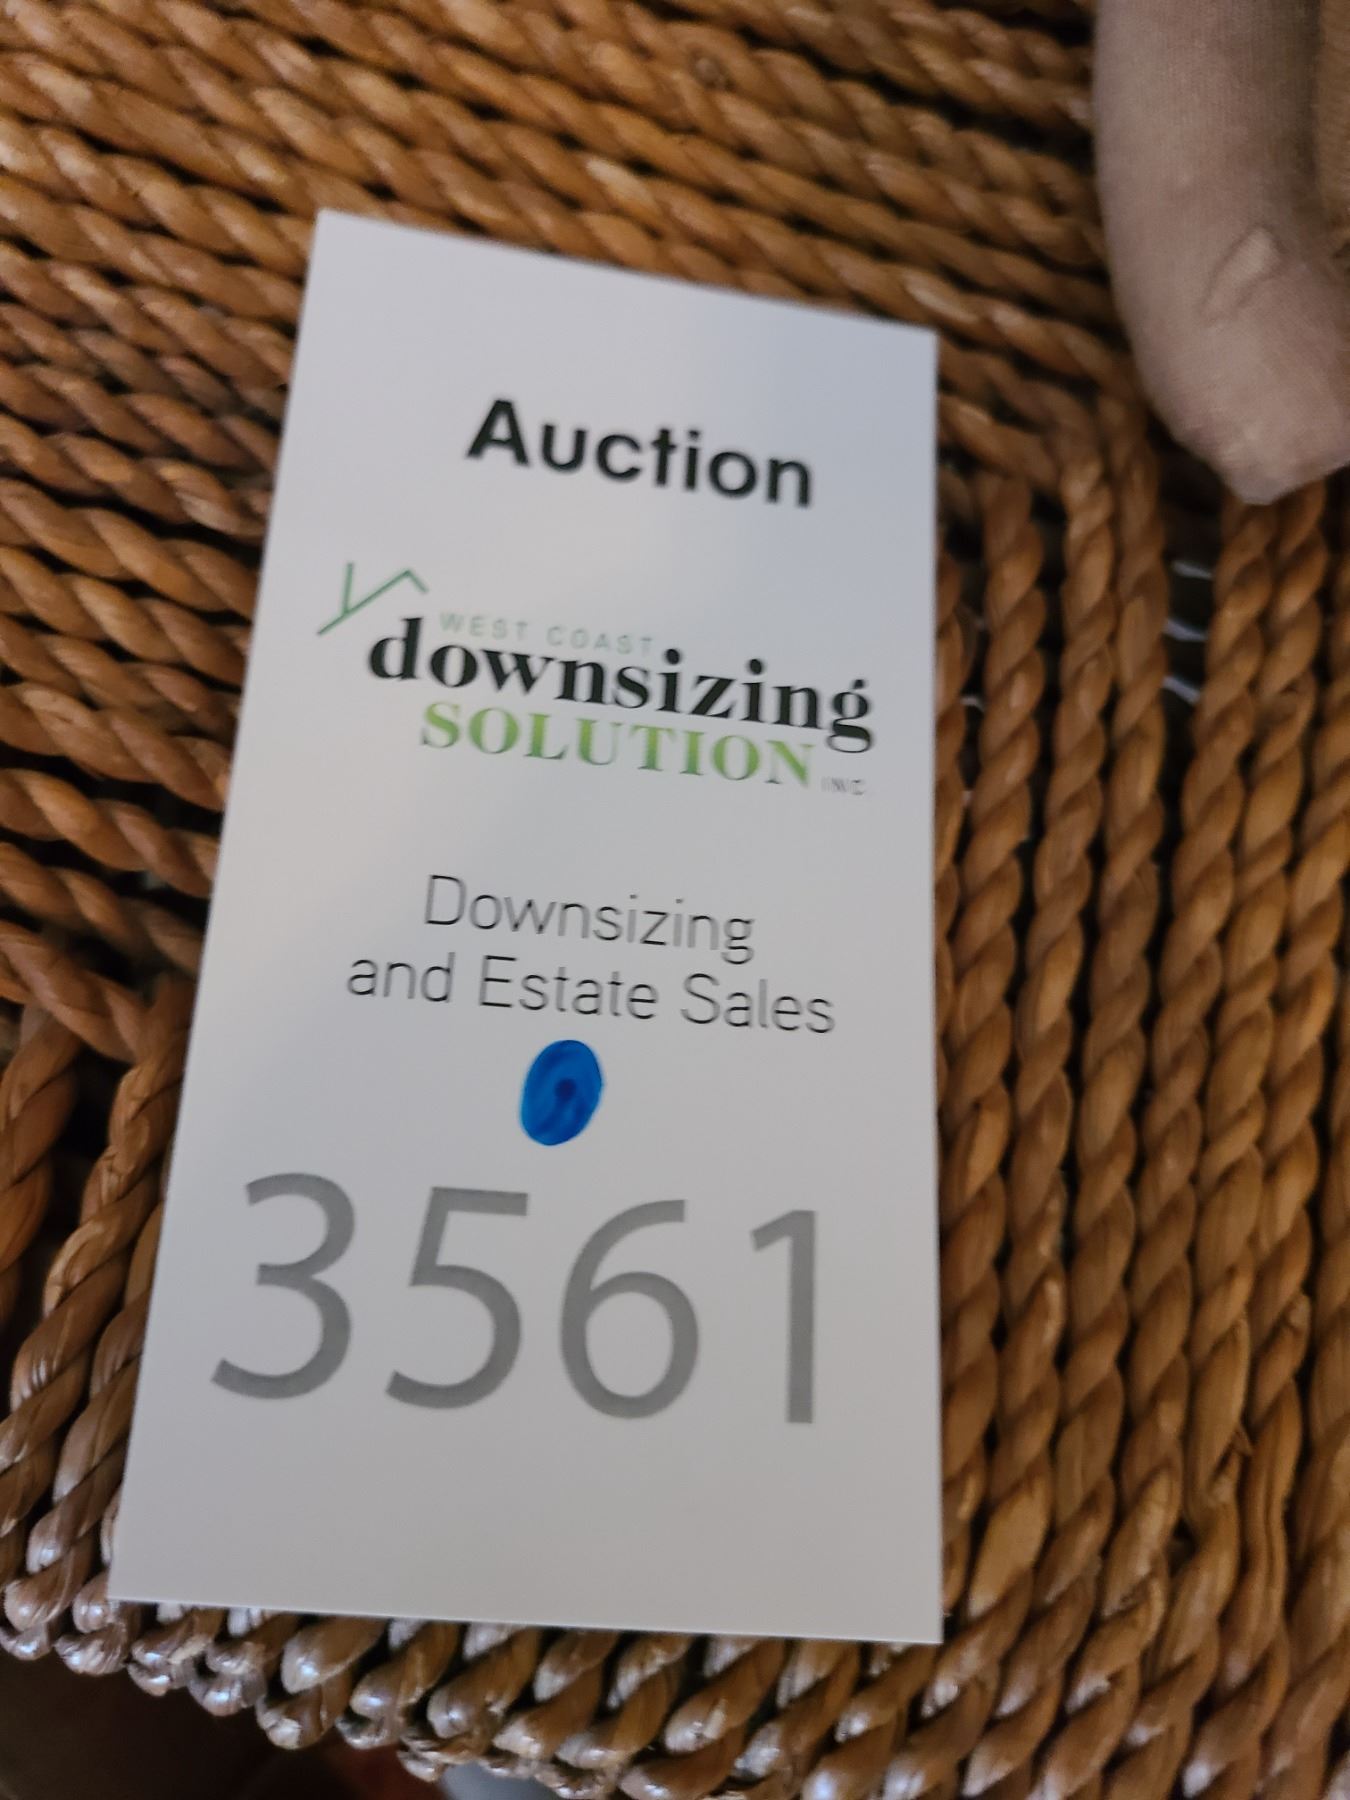 Auction
WEST COAST
downsizing
SOLUTION INC
Downsizing
and Estate Sales
3561